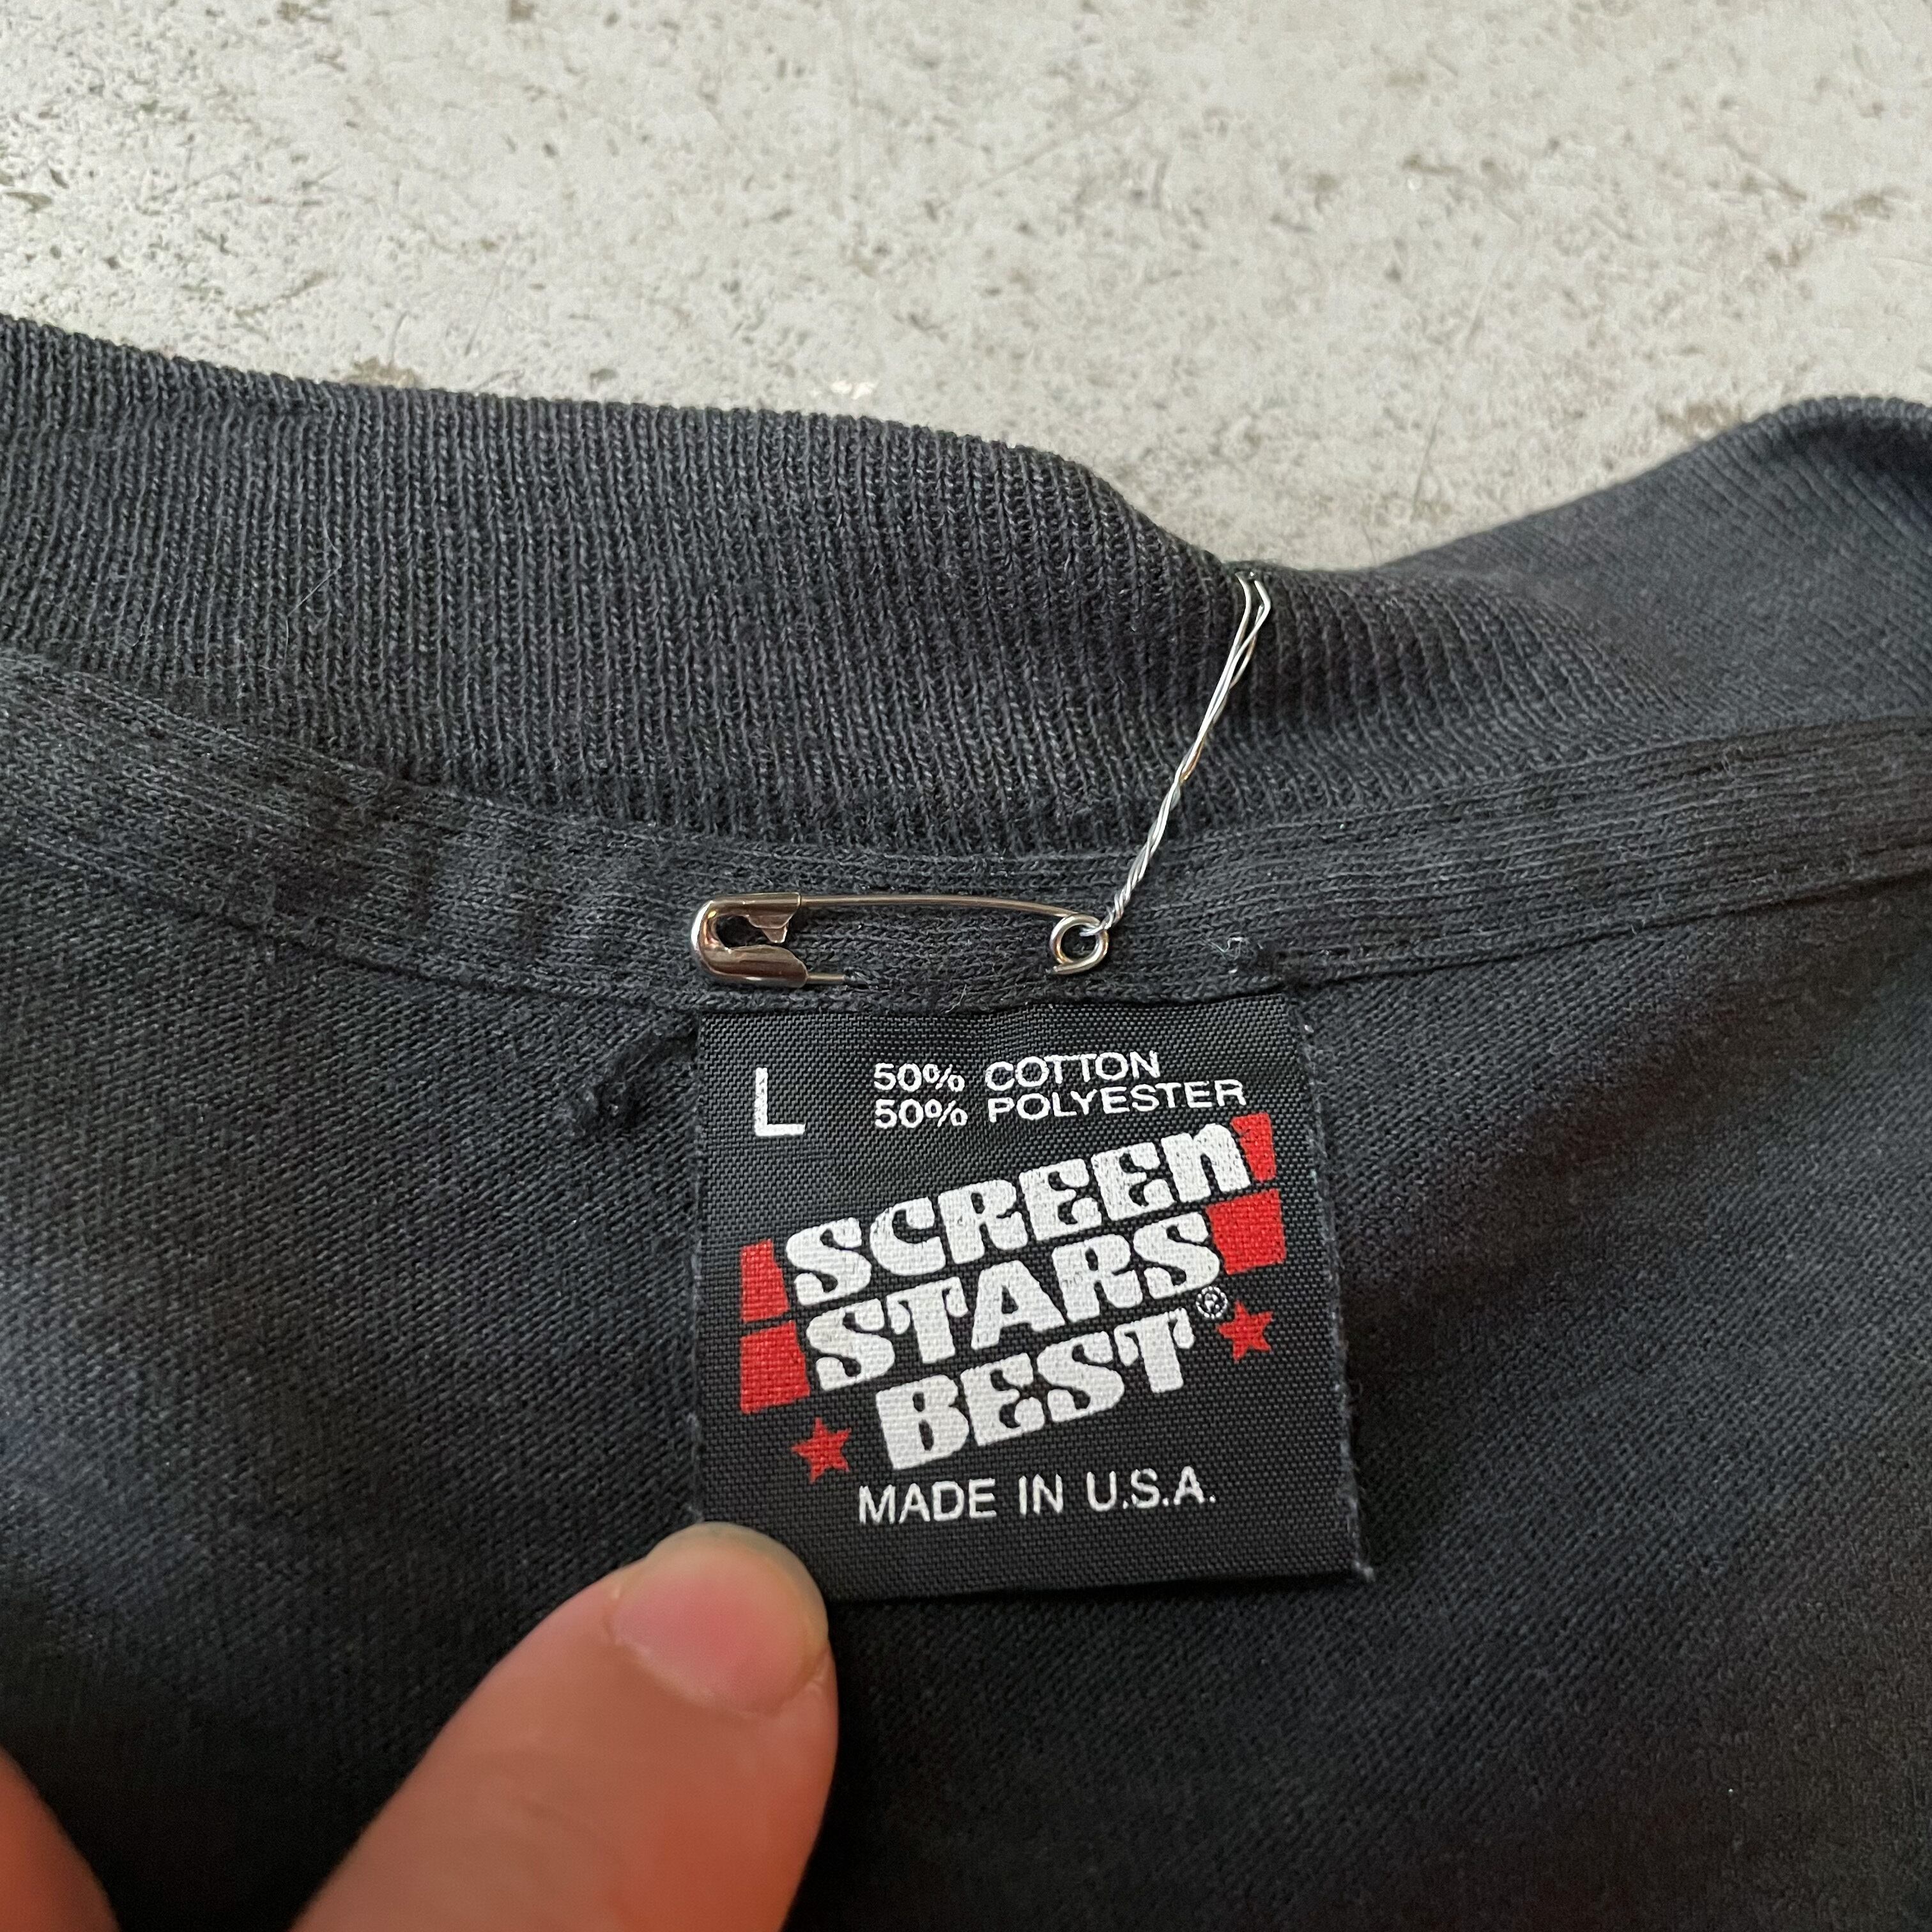 L
50% COTTON
50% POLYESTER
SCREEN
STARS
BEST®
MADE IN U.S.A.